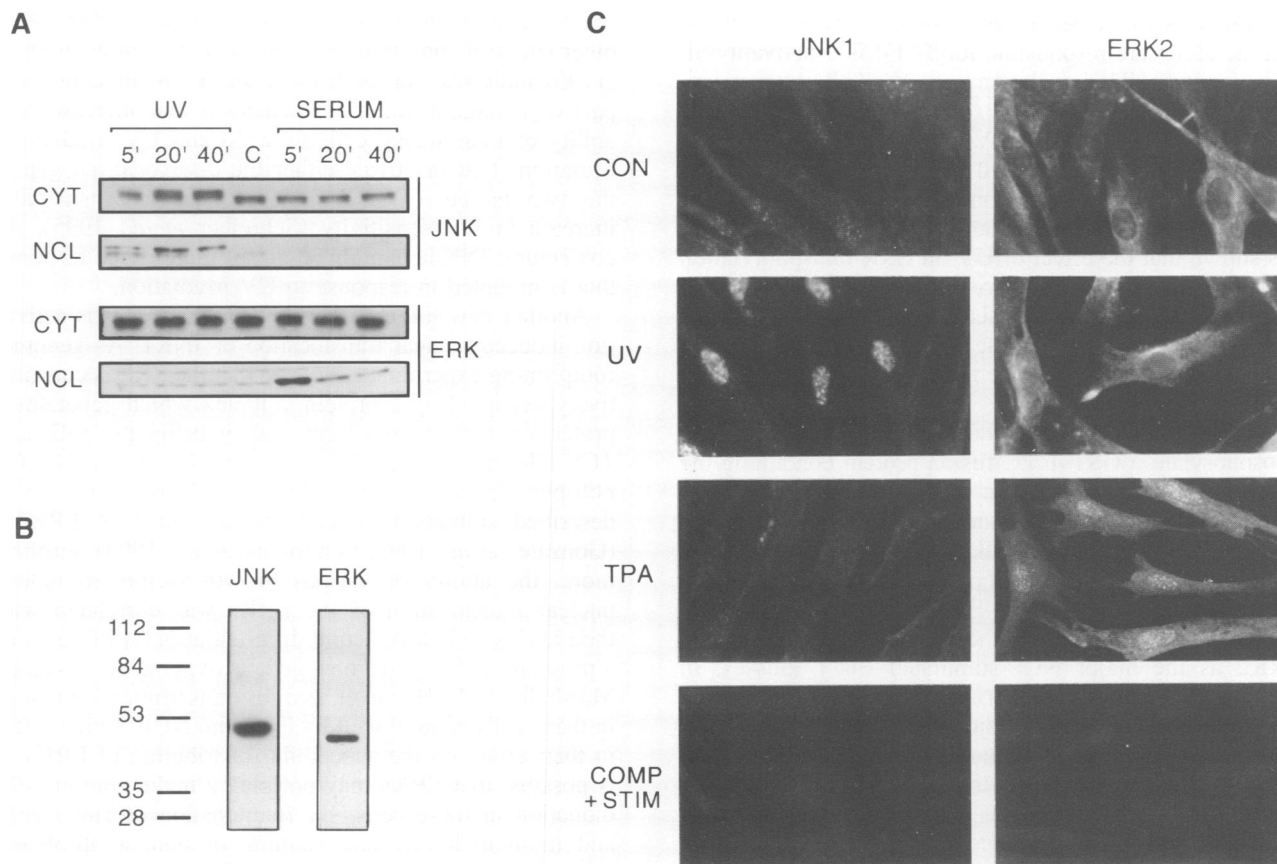 A
UV SERUM
5' 20' 40' C 5' 20' 40'
CYT
NCL
JNK
CYT
NCL
ERK
B
JNK ERK
112
84
53
35
28
C
JNK1 ERK2
CON
UV
TPA
COMP
+ STIM